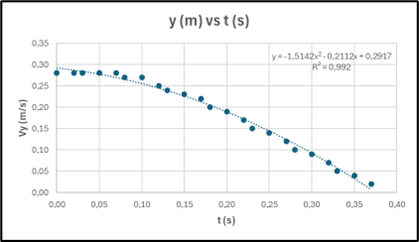 y (m) vs t (s)
y = -1,5142x² - 0,2112x + 0,2917
R² = 0,992
0,35
0,30
0,25
0,20
0,15
0,10
0,05
0,00
Vy (m/s)
0,00 0,05 0,10 0,15 0,20 0,25 0,30 0,35 0,40
t (s)